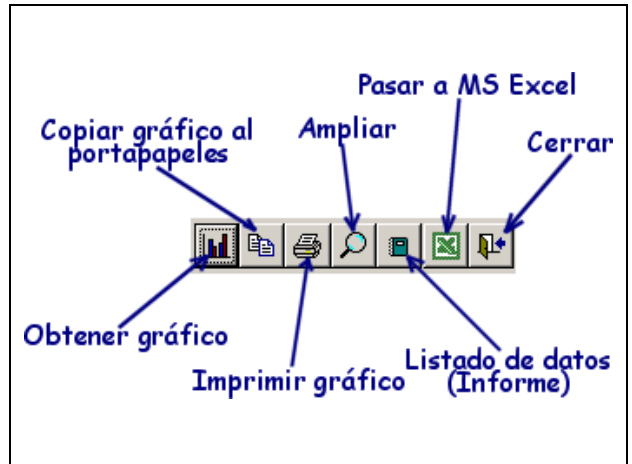 Pasar a MS Excel
Copiar gráfico al
portapapeles
Ampliar
Cerrar
Obtener gráfico
Imprimir gráfico
Listado de datos
(Informe)